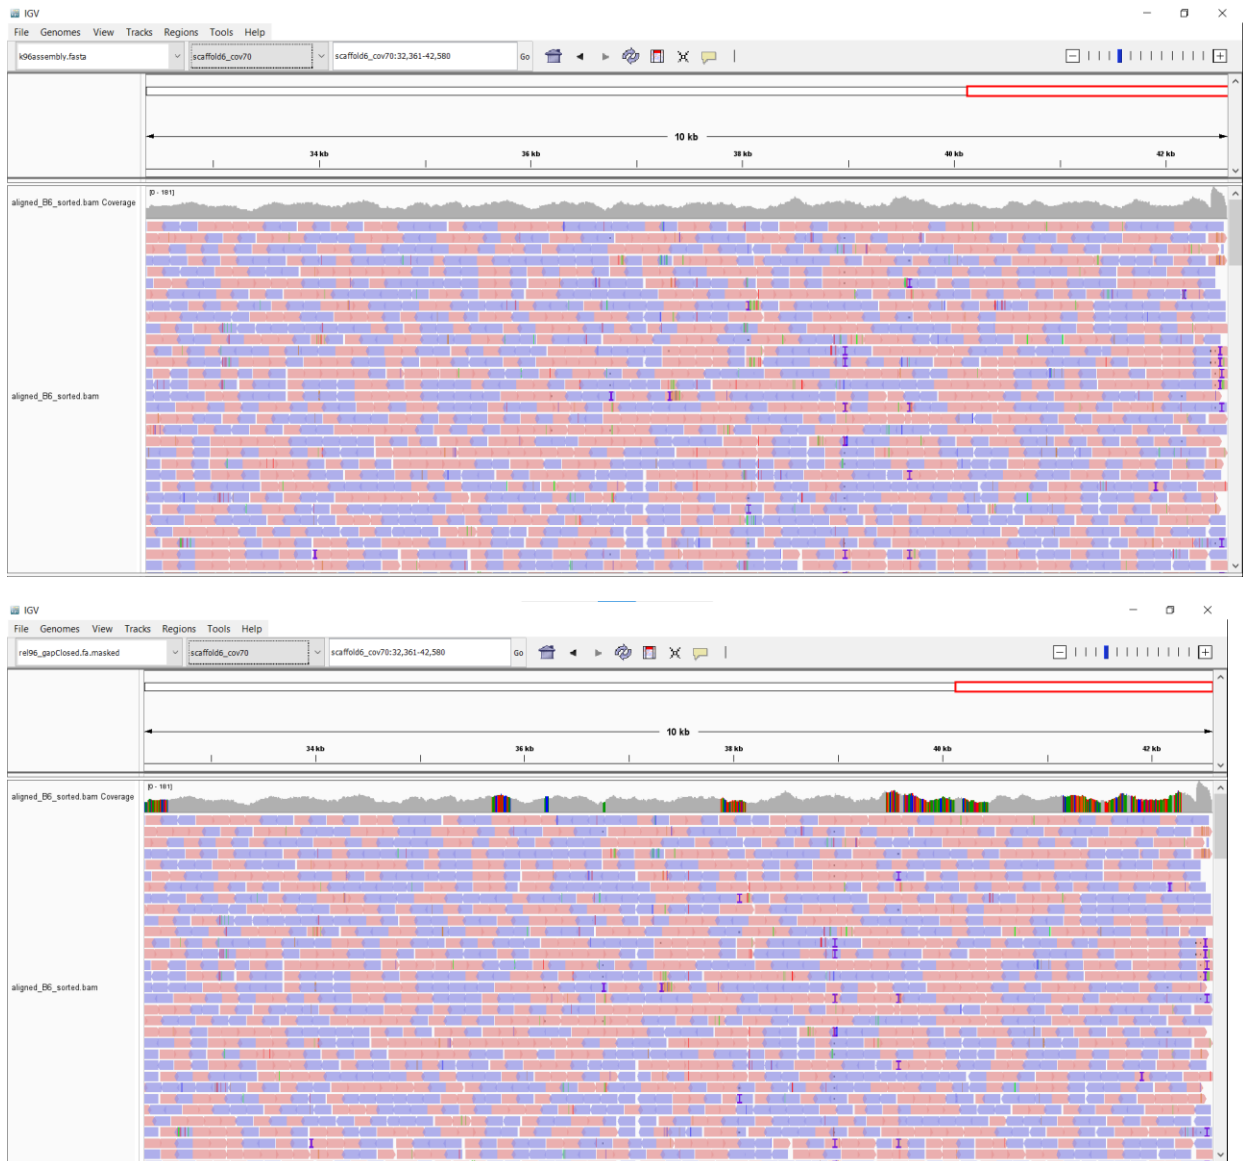 IGV
File Genomes View Tracks Regions Tools Help
k96assembly.fasta scaffold6_cov70 scaffold6_cov70:32,361-42,580 Go
10 kb
34 kb 36 kb 38 kb 40 kb 42 kb
[0 - 181]
aligned_B6_sorted.bam Coverage
aligned_B6_sorted.bam
IGV
File Genomes View Tracks Regions Tools Help
rel96_gapClosed.fa.masked scaffold6_cov70 scaffold6_cov70:32,361-42,580 Go
10 kb
34 kb 36 kb 38 kb 40 kb 42 kb
[0 - 181]
aligned_B6_sorted.bam Coverage
aligned_B6_sorted.bam